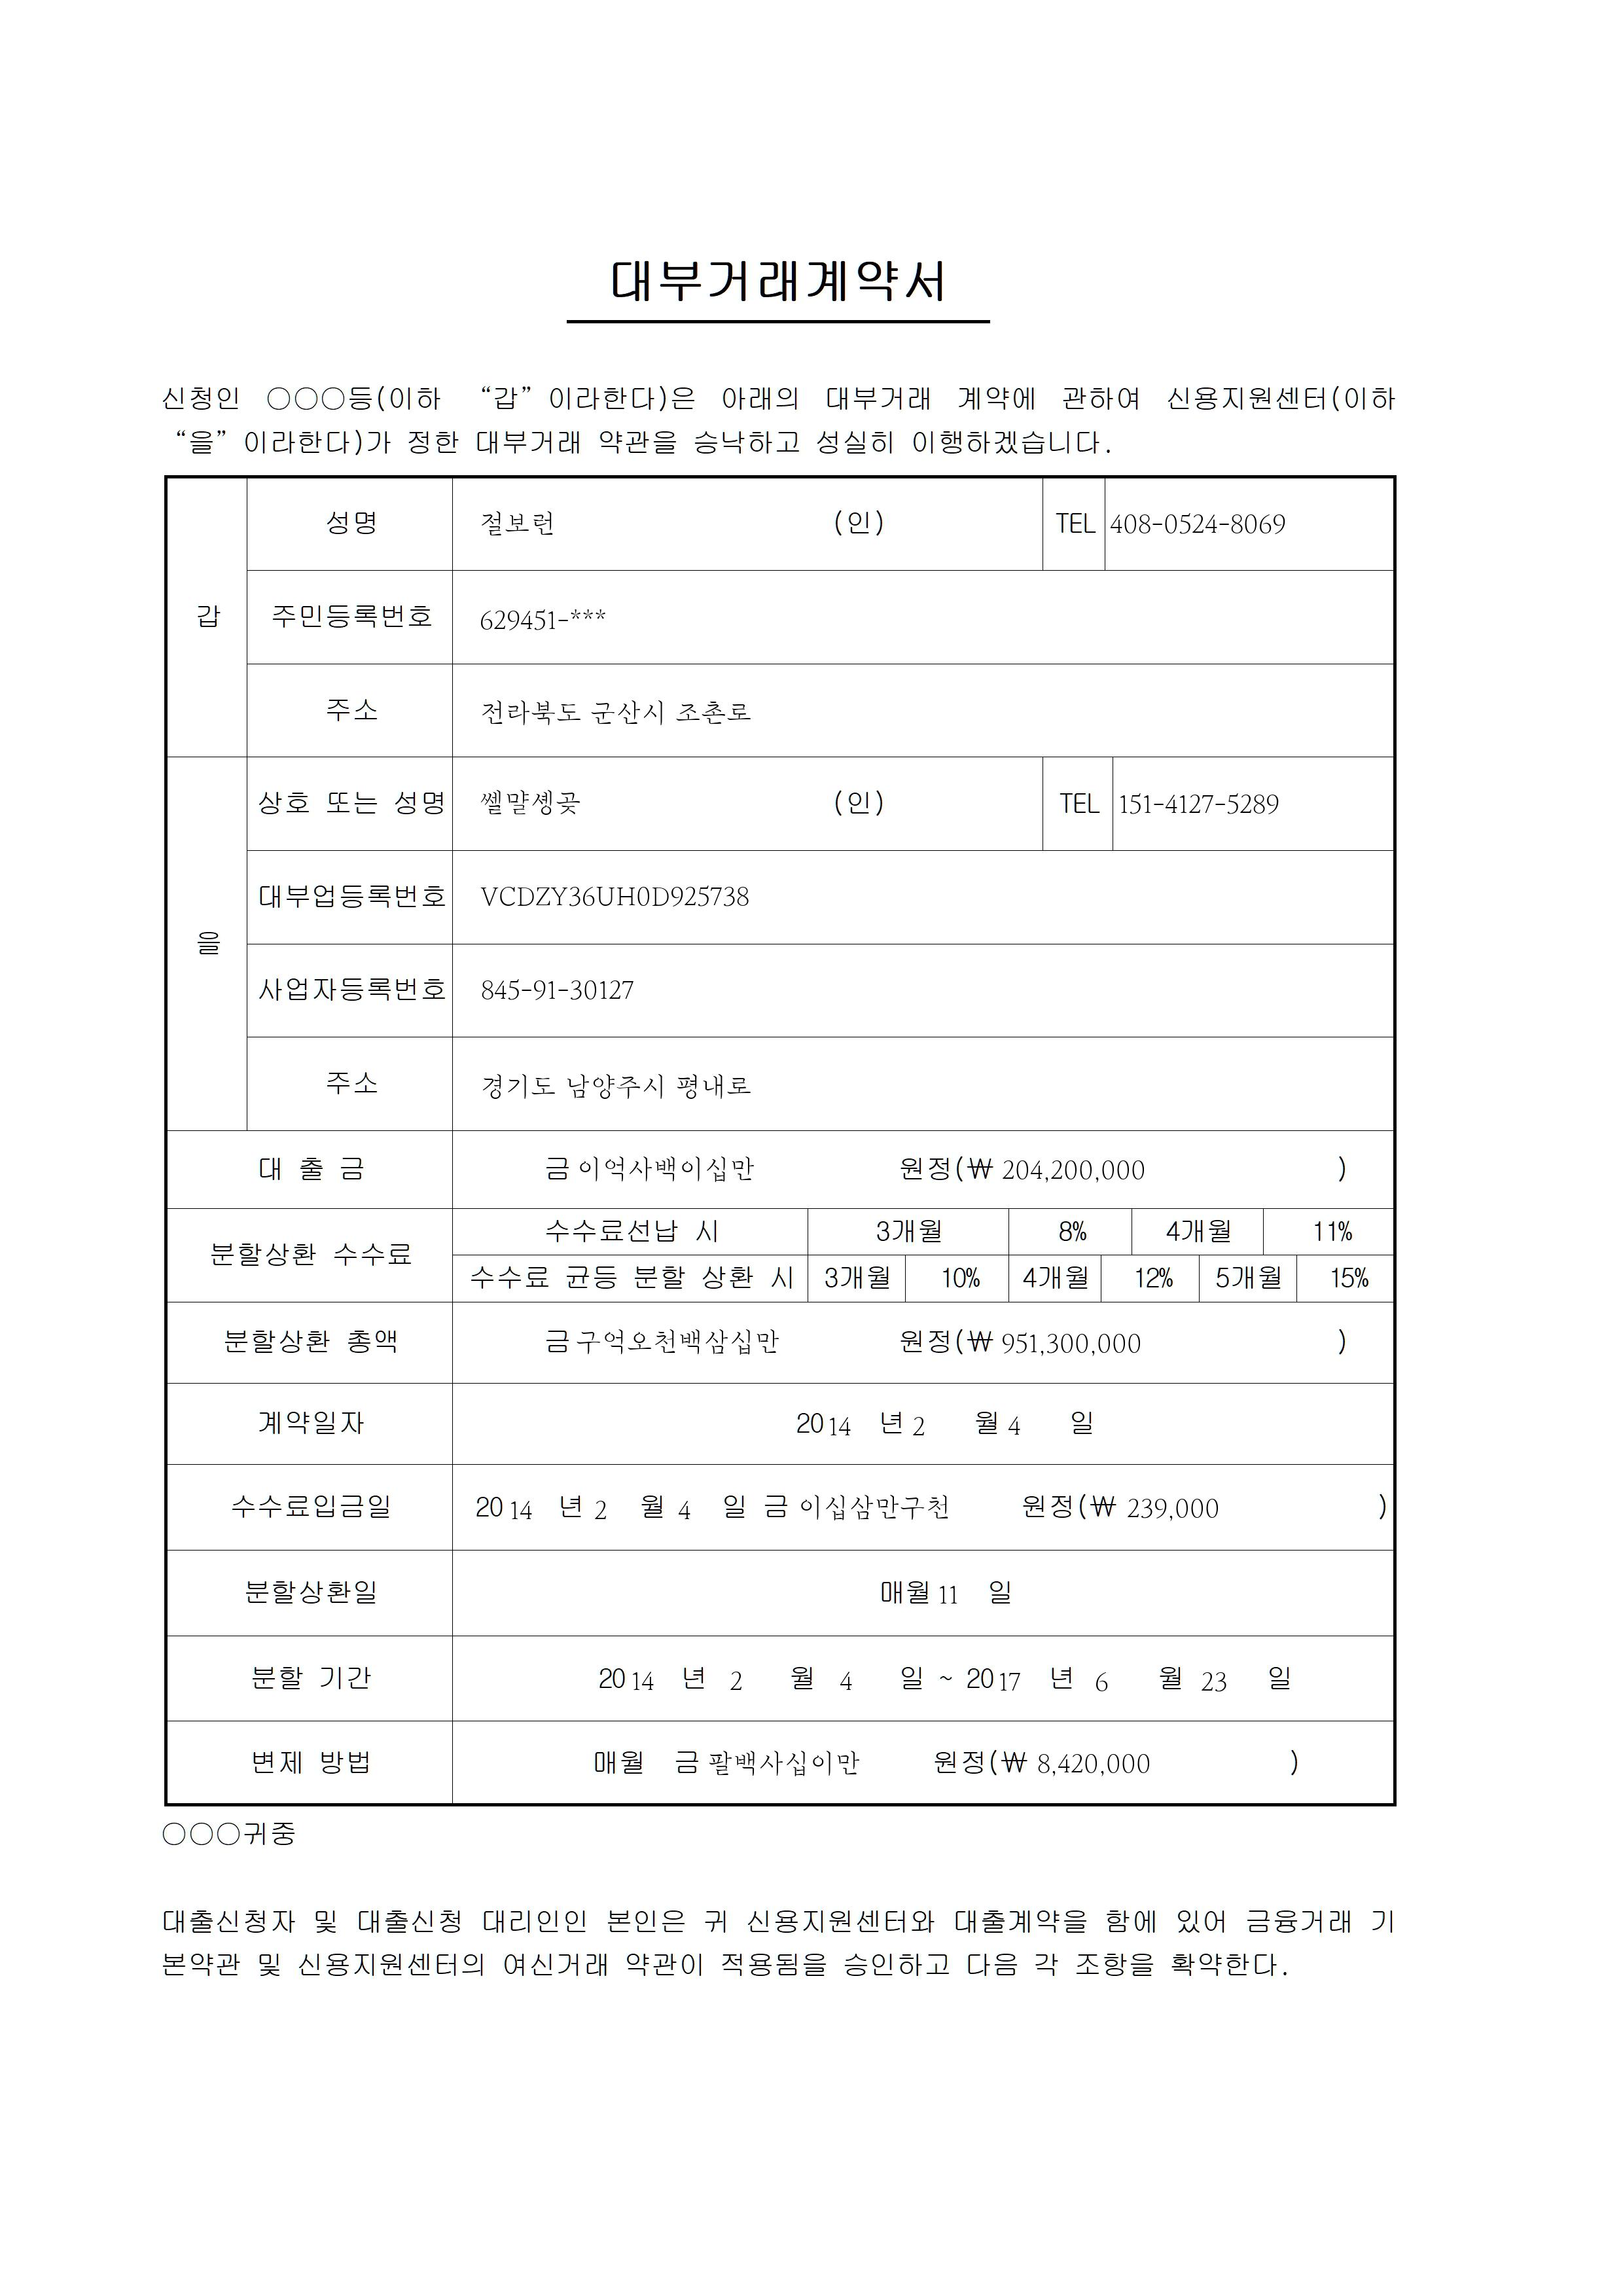 대부거래계약서
신청인 ○○○등(이하 “갑”이라한다)은 아래의 대부거래 계약에 관하여 신용지원센터(이하
“을”이라한다)가 정한 대부거래 약관을 승낙하고 성실히 이행하겠습니다.
갑
성명 절보런 (인) TEL 408-0524-8069
주민등록번호 629451-***
주소 전라북도 군산시 조촌로
을
상호 또는 성명 쎌먈솅곶 (인) TEL 151-4127-5289
대부업등록번호 VCDZY36UH0D925738
사업자등록번호 845-91-30127
주소 경기도 남양주시 평내로
대 출 금 금 이억사백이십만 원정(₩ 204,200,000 )
분할상환 수수료
수수료선납 시 3개월 8% 4개월 11%
수수료 균등 분할 상환 시 3개월 10% 4개월 12% 5개월 15%
분할상환 총액 금 구억오천백삼십만 원정(₩ 951,300,000 )
계약일자 2014 년 2 월 4 일
수수료입금일 2014 년 2 월 4 일 금 이십삼만구천 원정(₩ 239,000 )
분할상환일 매월 11 일
분할 기간 2014 년 2 월 4 일 ~ 2017 년 6 월 23 일
변제 방법 매월 금 팔백사십이만 원정(₩ 8,420,000 )
○○○귀중
대출신청자 및 대출신청 대리인인 본인은 귀 신용지원센터와 대출계약을 함에 있어 금융거래 기
본약관 및 신용지원센터의 여신거래 약관이 적용됨을 승인하고 다음 각 조항을 확약한다.